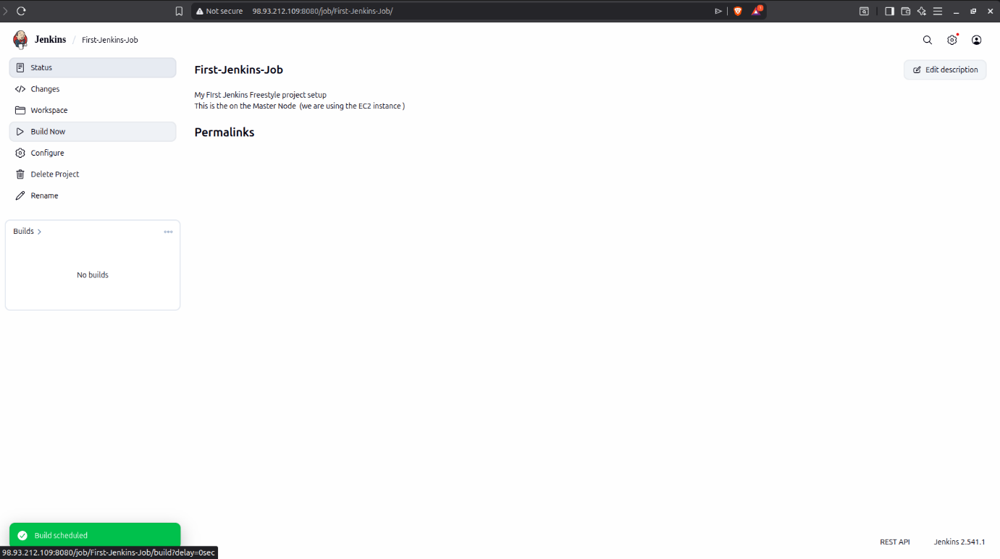 Not secure 98.93.212.109:8080/job/First-Jenkins-Job/
Jenkins / First-Jenkins-Job
Status
Changes
Workspace
Build Now
Configure
Delete Project
Rename
Builds
No builds
First-Jenkins-Job
Edit description
My FIrst Jenkins Freestyle project setup
This is the on the Master Node (we are using the EC2 instance )
Permalinks
Build scheduled
98.93.212.109:8080/job/First-Jenkins-Job/build?delay=0sec
REST API Jenkins 2.541.1